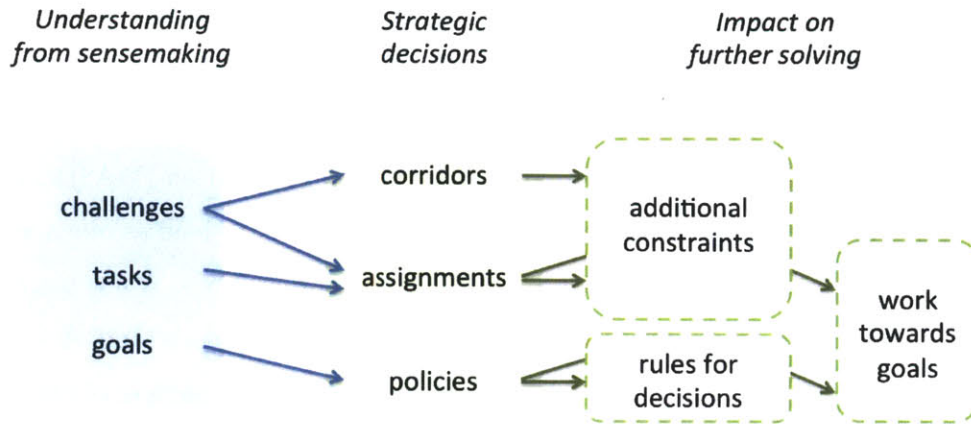 Understanding
from sensemaking
Strategic
decisions
Impact on
further solving
challenges
tasks
goals
corridors
assignments
policies
additional
constraints
rules for
decisions
work
towards
goals